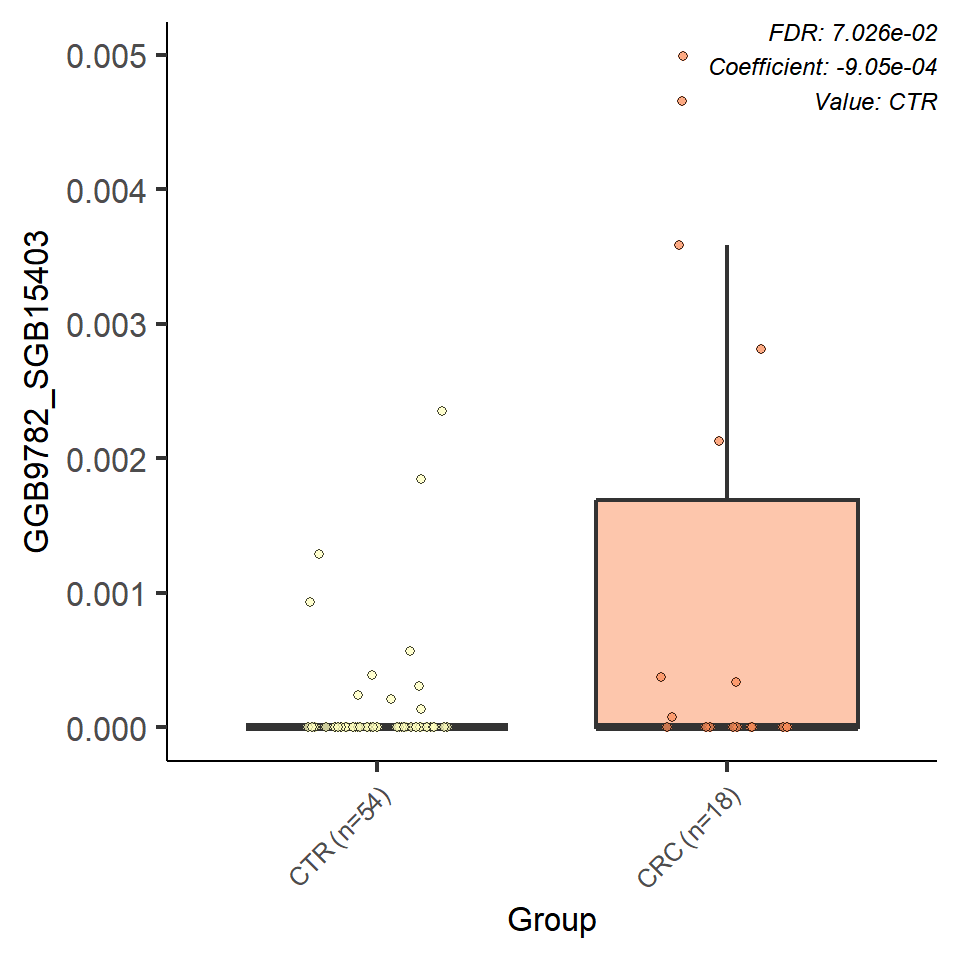 FDR: 7.026e-02
Coefficient: -9.05e-04
Value: CTR
GGB9782_SGB15403
0.005
0.004
0.003
0.002
0.001
0.000
CTR (n=54)
CRC (n=18)
Group